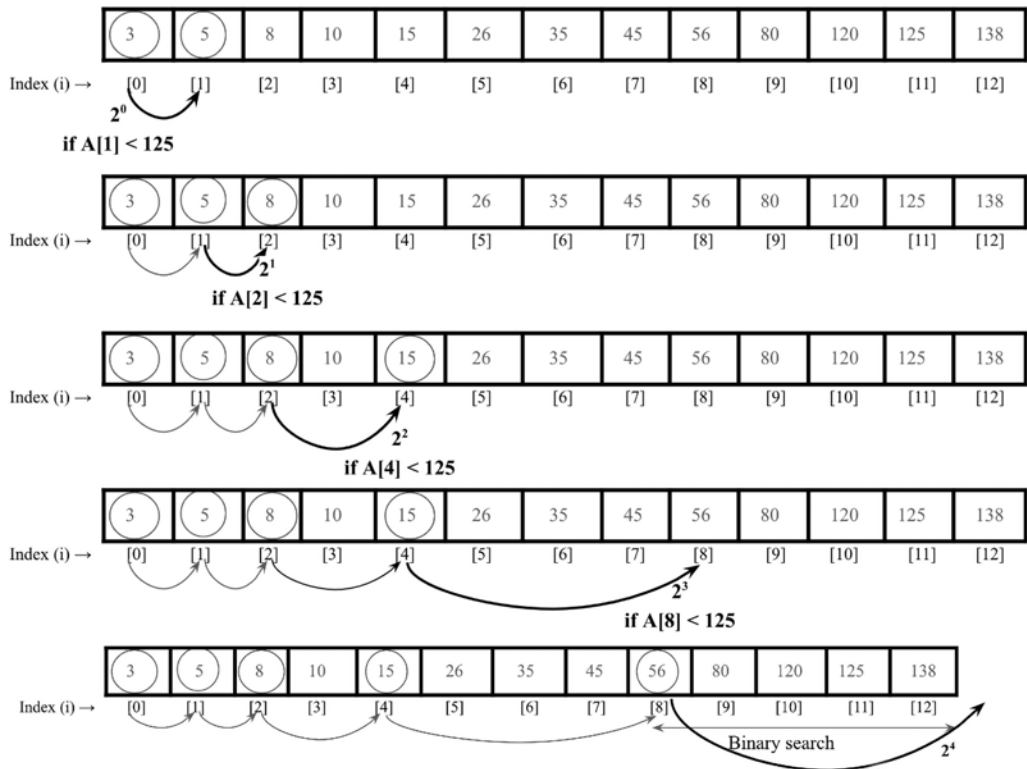 3 5 8 10 15 26 35 45 56 80 120 125 138
Index (i) → [0] [1] [2] [3] [4] [5] [6] [7] [8] [9] [10] [11] [12]
2⁰
if A[1] < 125
3 5 8 10 15 26 35 45 56 80 120 125 138
Index (i) → [0] [1] [2] [3] [4] [5] [6] [7] [8] [9] [10] [11] [12]
2¹
if A[2] < 125
3 5 8 10 15 26 35 45 56 80 120 125 138
Index (i) → [0] [1] [2] [3] [4] [5] [6] [7] [8] [9] [10] [11] [12]
2²
if A[4] < 125
3 5 8 10 15 26 35 45 56 80 120 125 138
Index (i) → [0] [1] [2] [3] [4] [5] [6] [7] [8] [9] [10] [11] [12]
2³
if A[8] < 125
3 5 8 10 15 26 35 45 56 80 120 125 138
Index (i) → [0] [1] [2] [3] [4] [5] [6] [7] [8] [9] [10] [11] [12]
Binary search 2⁴